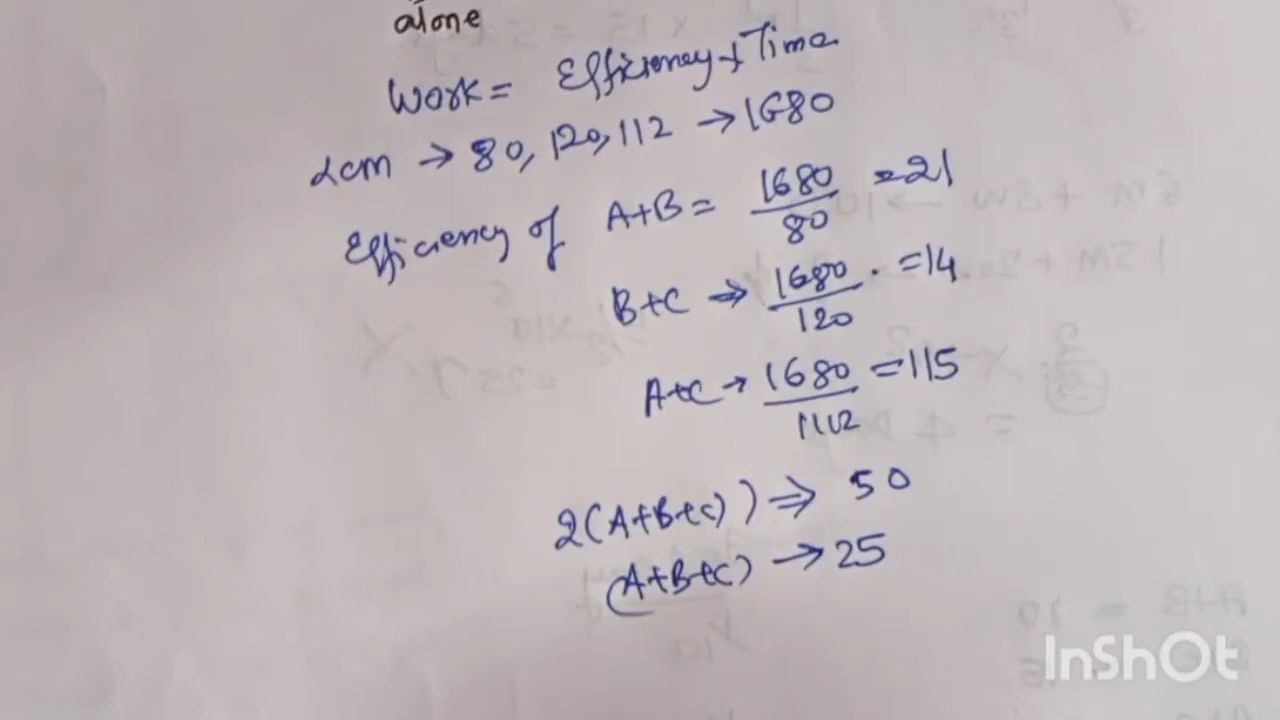 alone
Work = Efficiency × Time
Lcm → 80, 120, 112 → 1680
Efficiency of A+B = 1680/80 = 21
B+C ⇒ 1680/120 = 14
A+C → 1680/112 = 115
2(A+B+C)) ⇒ 50
(A+B+C) → 25
InShOt